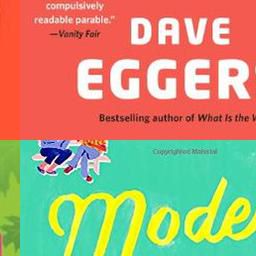 compulsively
readable parable."
—Vanity Fair
DAVE
EGGER
Bestselling author of What Is the
Copyrighted Material
Mode